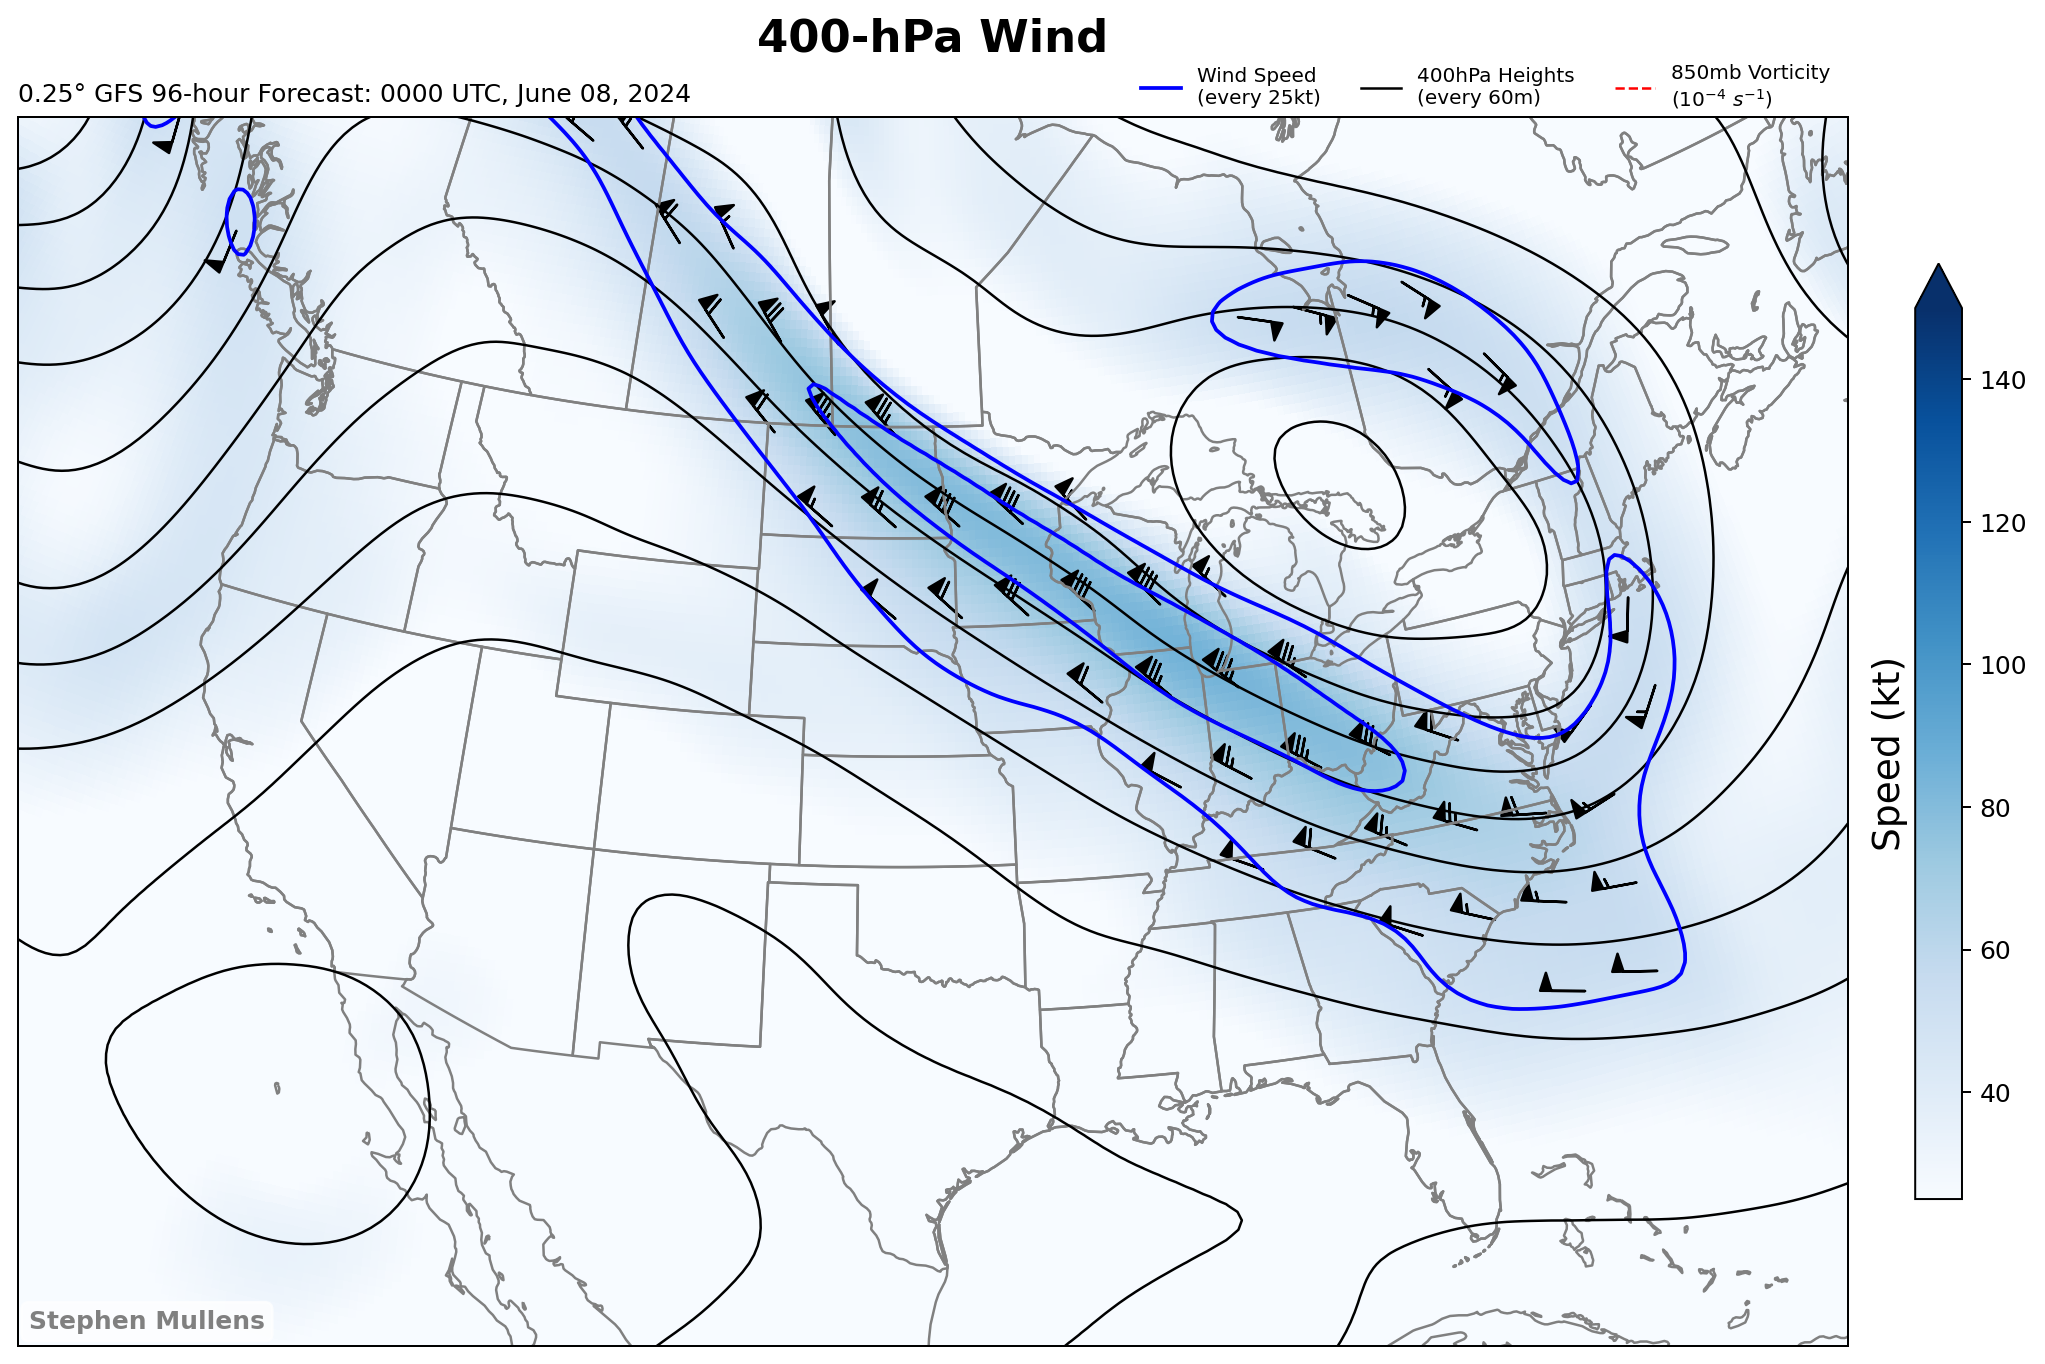 400-hPa Wind
0.25° GFS 96-hour Forecast: 0000 UTC, June 08, 2024
Wind Speed
(every 25kt)
400hPa Heights
(every 60m)
850mb Vorticity
(10⁻⁴ s⁻¹)
140
120
100
80
60
40
Speed (kt)
Stephen Mullens